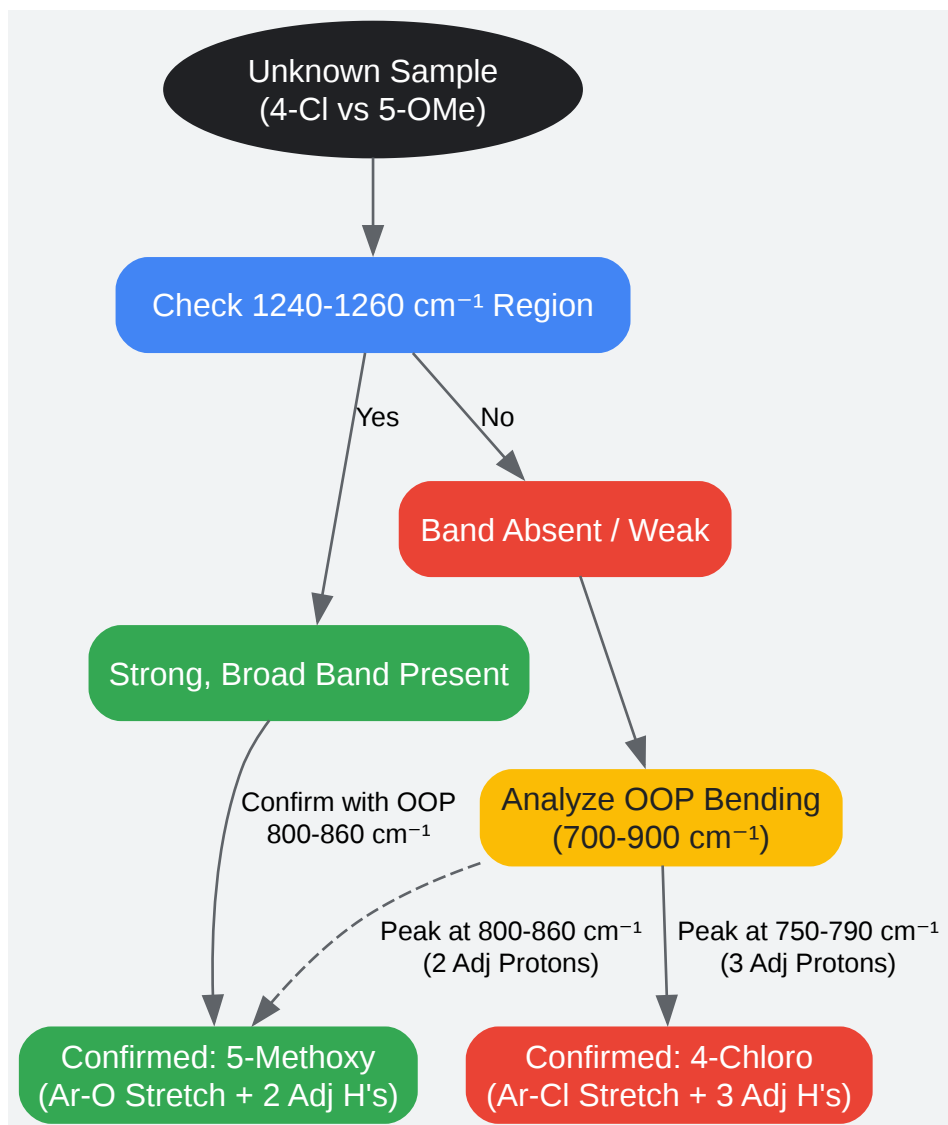 Unknown Sample
(4-Cl vs 5-OMe)
Check 1240-1260 cm⁻¹ Region
Yes
No
Band Absent / Weak
Strong, Broad Band Present
Confirm with OOP
800-860 cm⁻¹
Analyze OOP Bending
(700-900 cm⁻¹)
Peak at 800-860 cm⁻¹
(2 Adj Protons)
Peak at 750-790 cm⁻¹
(3 Adj Protons)
Confirmed: 5-Methoxy
(Ar-O Stretch + 2 Adj H's)
Confirmed: 4-Chloro
(Ar-Cl Stretch + 3 Adj H's)